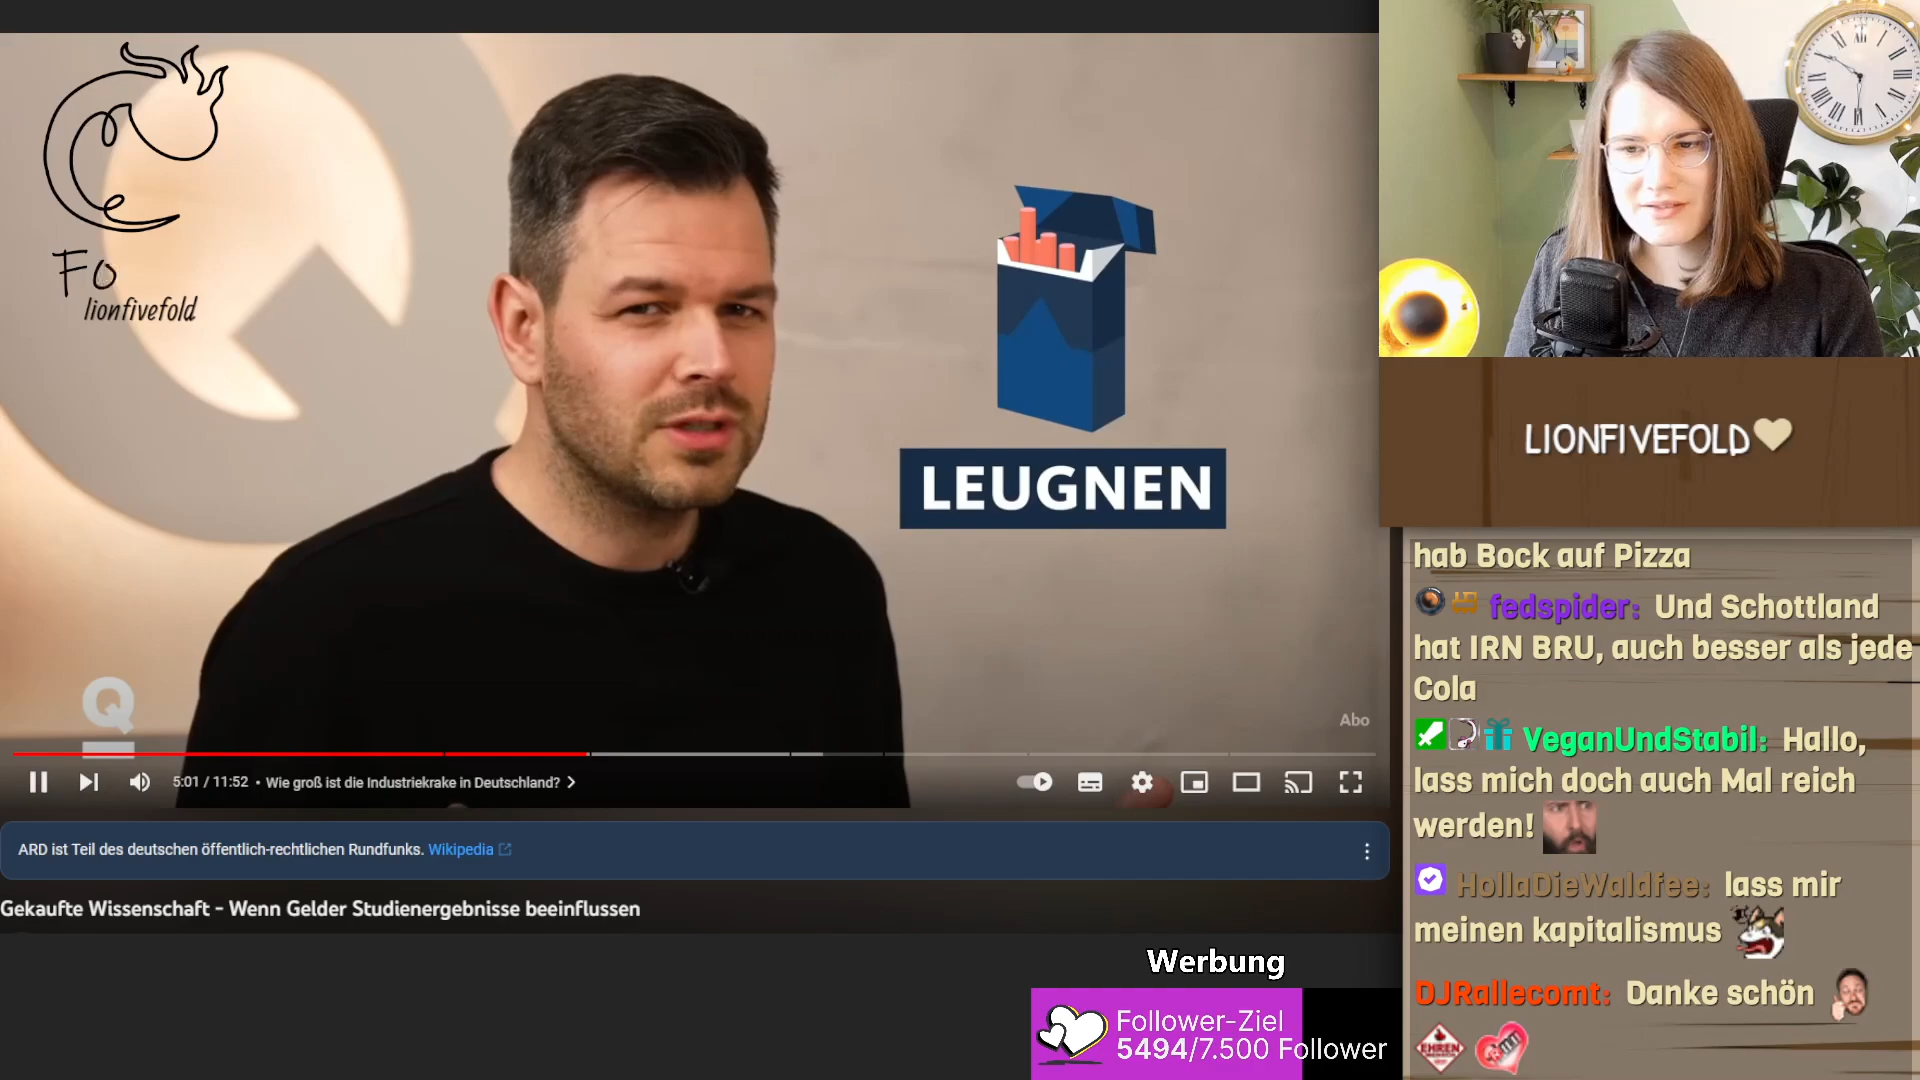 Fo
lionfivefold
LEUGNEN
Q
Abo
5:01 / 11:52 • Wie groß ist die Industriekrake in Deutschland?
ARD ist Teil des deutschen öffentlich-rechtlichen Rundfunks. Wikipedia
Gekaufte Wissenschaft - Wenn Gelder Studienergebnisse beeinflussen
Werbung
Follower-Ziel
5494/7.500 Follower
LIONFIVEFOLD
hab Bock auf Pizza
fedspider: Und Schottland
hat IRN BRU, auch besser als jede
Cola
VeganUndStabil: Hallo,
lass mich doch auch Mal reich
werden!
HollaDieWaldfee: lass mir
meinen kapitalismus
DJRallecomt: Danke schön
EHREN